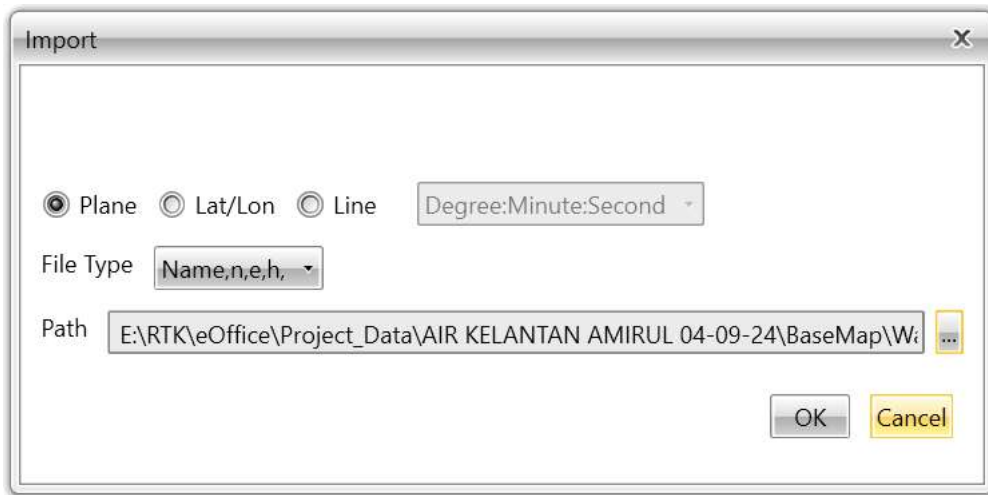 Import
Plane Lat/Lon Line Degree:Minute:Second
File Type Name,n,e,h,
Path E:\RTK\eOffice\Project_Data\AIR KELANTAN AMIRUL 04-09-24\BaseMap\ ...
OK Cancel